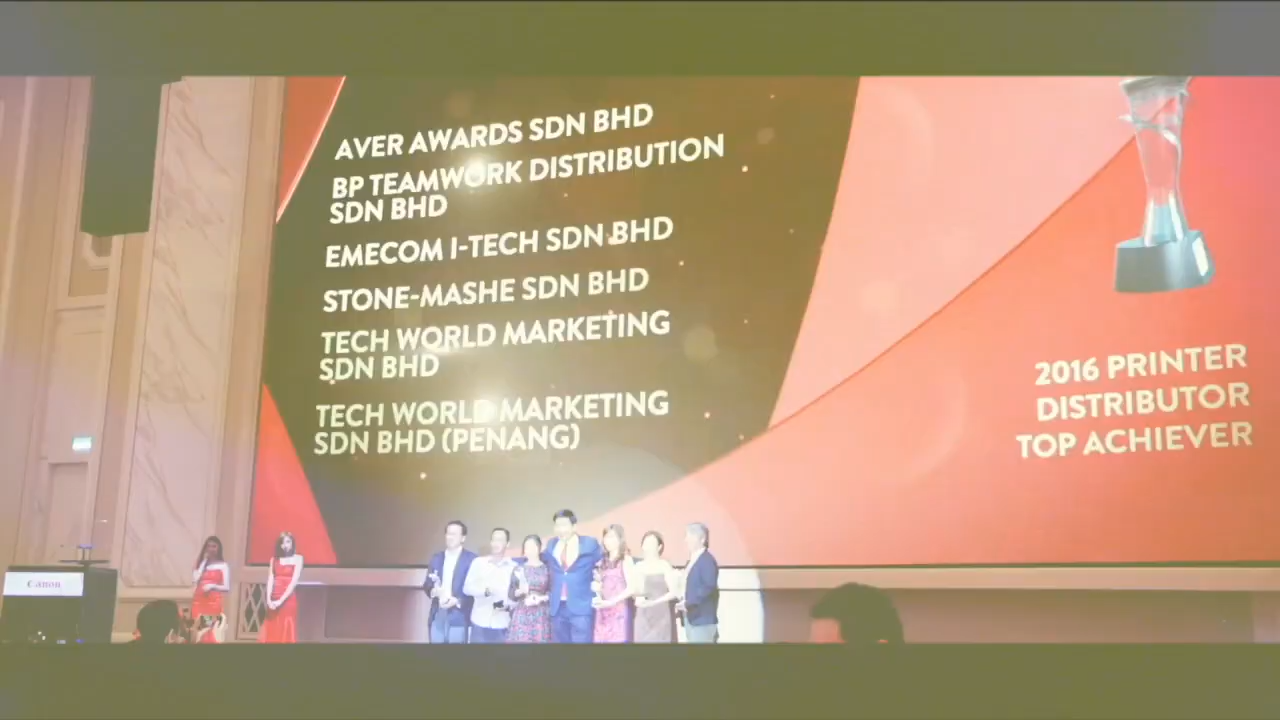 AVER AWARDS SDN BHD
BP TEAMWORK DISTRIBUTION
SDN BHD
EMECOM I-TECH SDN BHD
STONE-MASHE SDN BHD
TECH WORLD MARKETING
SDN BHD
TECH WORLD MARKETING
SDN BHD (PENANG)
2016 PRINTER
DISTRIBUTOR
TOP ACHIEVER
Canon